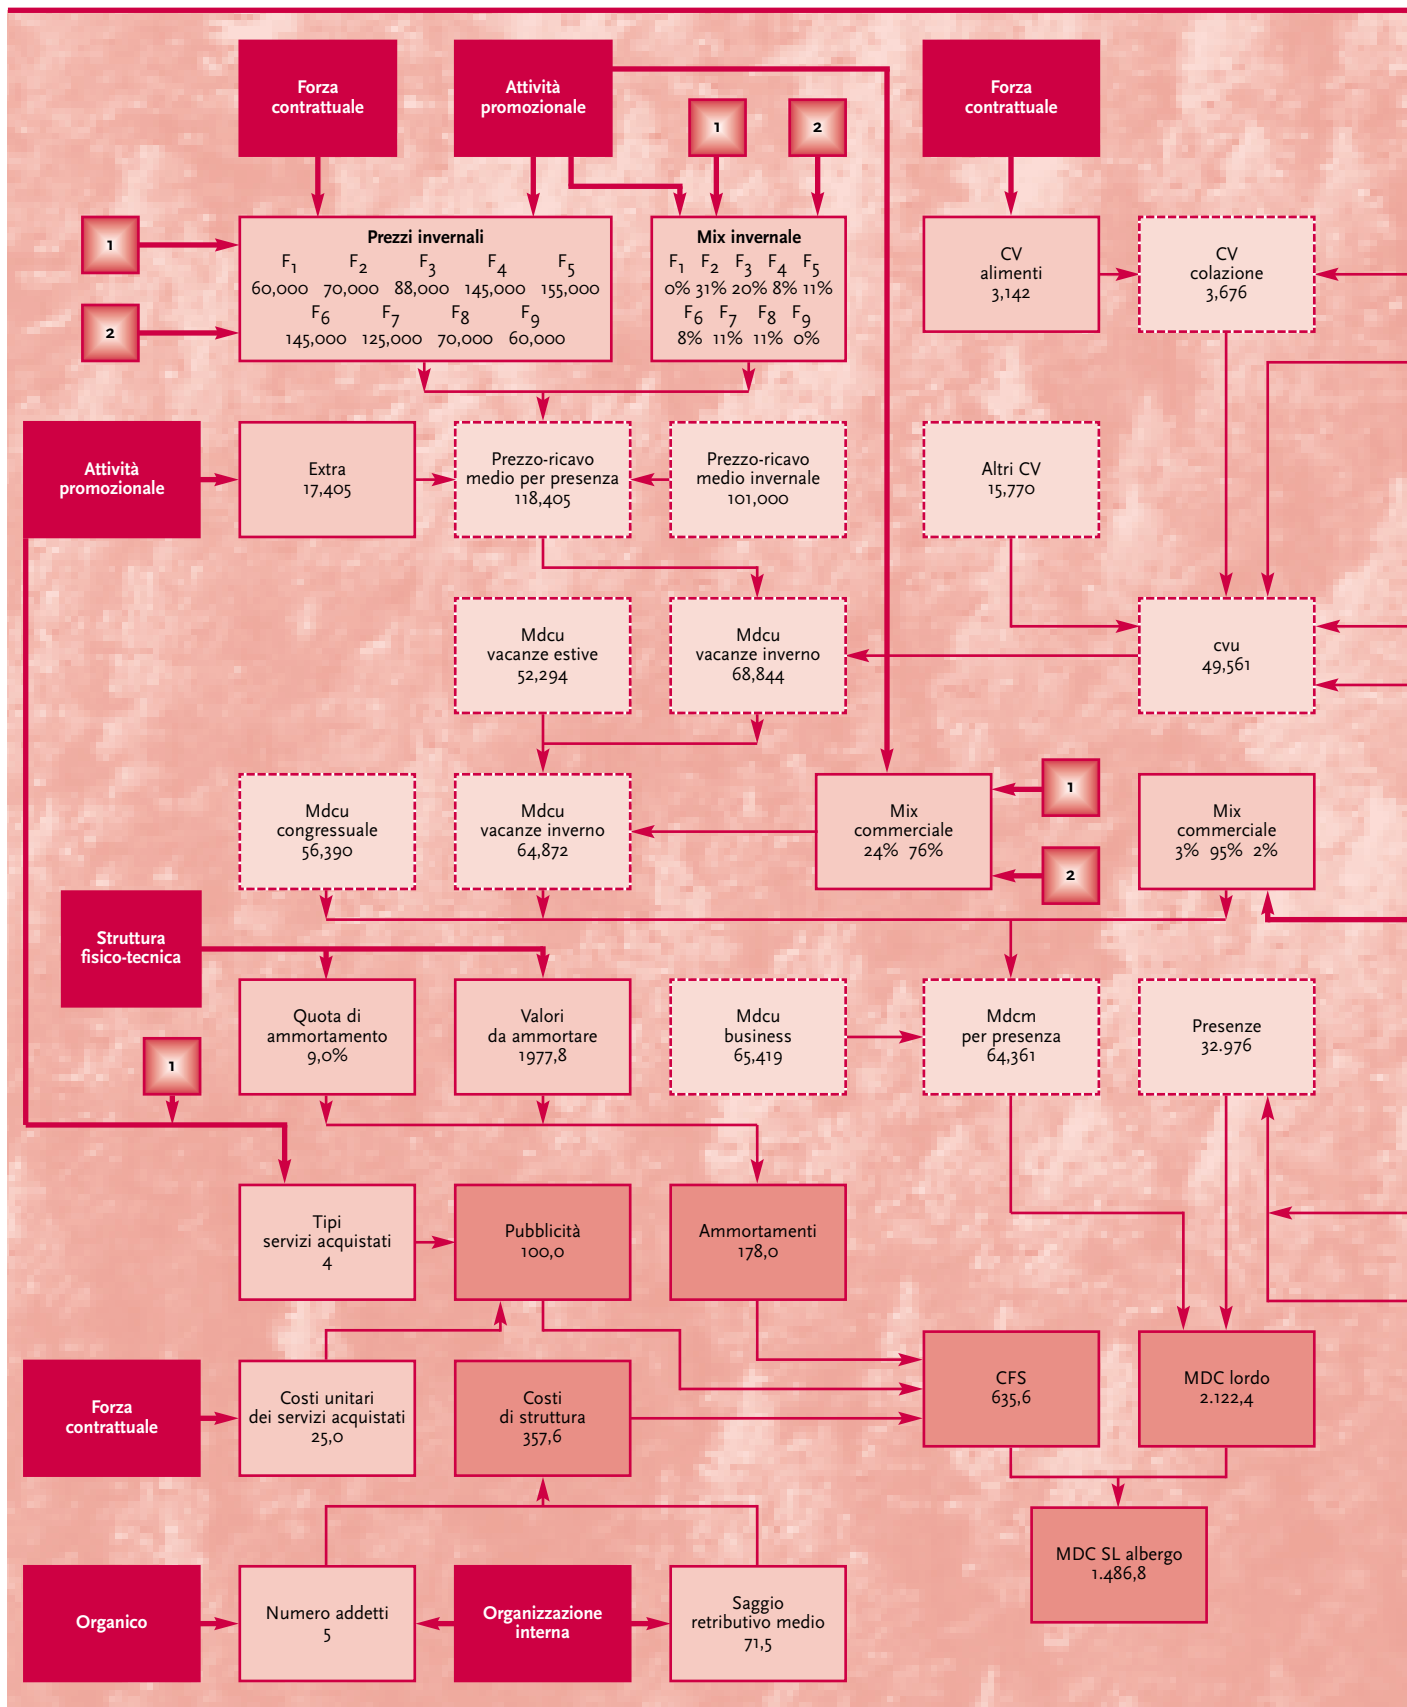 Forza
contrattuale
Attività
promozionale
Forza
contrattuale
1
2
1
2
Prezzi invernali
F1 F2 F3 F4 F5
60,000 70,000 88,000 145,000 155,000
F6 F7 F8 F9
145,000 125,000 70,000 60,000
Mix invernale
F1 F2 F3 F4 F5
0% 31% 20% 8% 11%
F6 F7 F8 F9
8% 11% 11% 0%
CV
alimenti
3,142
CV
colazione
3,676
Attività
promozionale
Extra
17,405
Prezzo-ricavo
medio per presenza
118,405
Prezzo-ricavo
medio invernale
101,000
Altri CV
15,770
Mdcu
vacanze estive
52,294
Mdcu
vacanze inverno
68,844
cvu
49,561
Mdcu
congressuale
56,390
Mdcu
vacanze inverno
64,872
Mix
commerciale
24% 76%
1
2
Mix
commerciale
3% 95% 2%
Struttura
fisico-tecnica
1
Quota di
ammortamento
9,0%
Valori
da ammortare
1977,8
Mdcu
business
65,419
Mdcm
per presenza
64,361
Presenze
32.976
Tipi
servizi acquistati
4
Pubblicità
100,0
Ammortamenti
178,0
Forza
contrattuale
Costi unitari
dei servizi acquistati
25,0
Costi
di struttura
357,6
CFS
635,6
MDC lordo
2.122,4
MDC SL albergo
1.486,8
Organico
Numero addetti
5
Organizzazione
interna
Saggio
retributivo medio
71,5